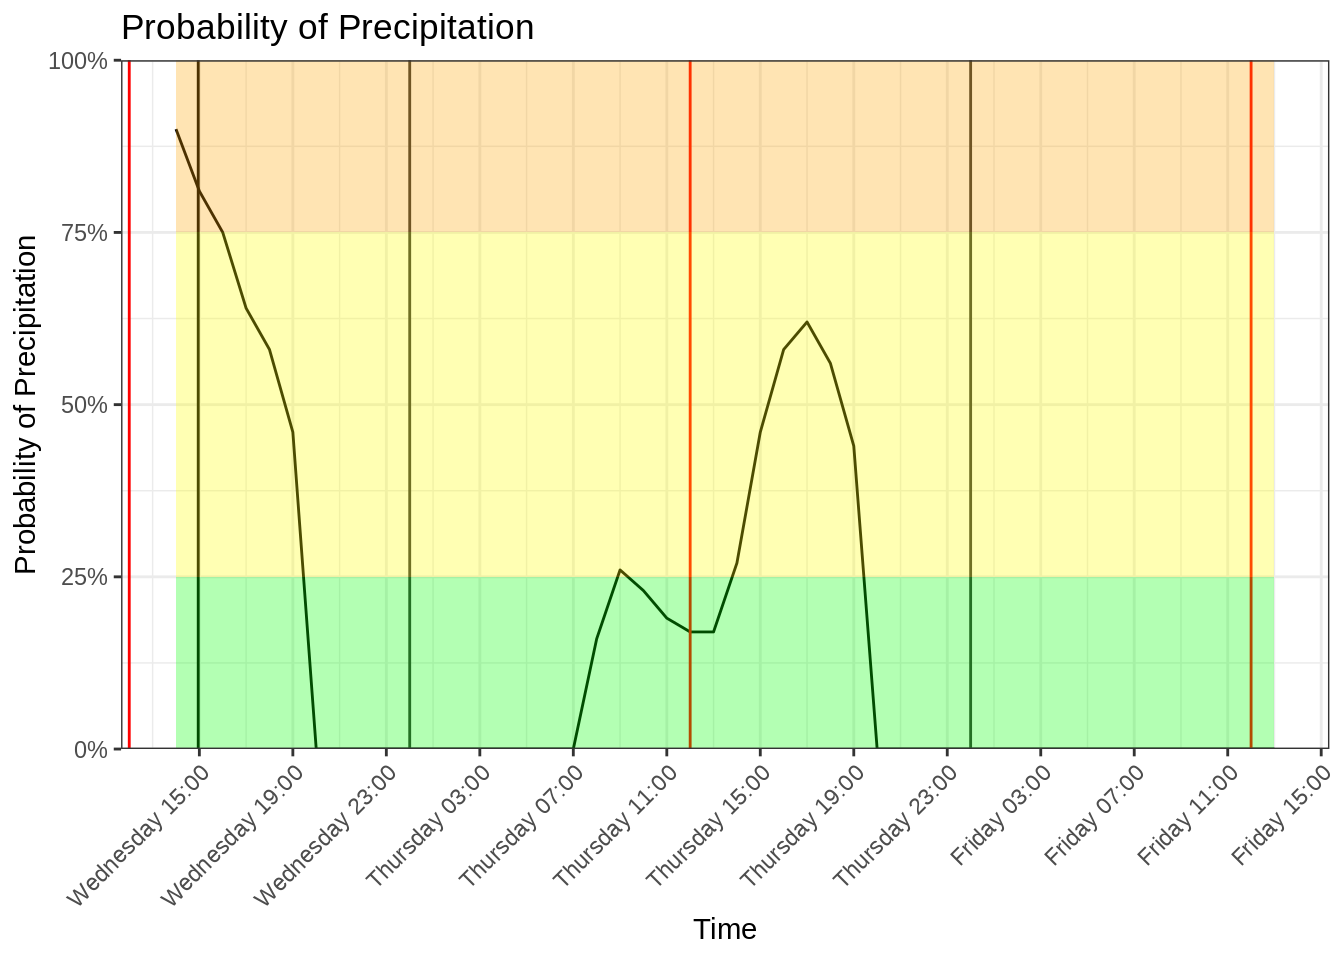 Probability of Precipitation
Probability of Precipitation
100%
75%
50%
25%
0%
Wednesday 15:00
Wednesday 19:00
Wednesday 23:00
Thursday 03:00
Thursday 07:00
Thursday 11:00
Thursday 15:00
Thursday 19:00
Thursday 23:00
Friday 03:00
Friday 07:00
Friday 11:00
Friday 15:00
Time